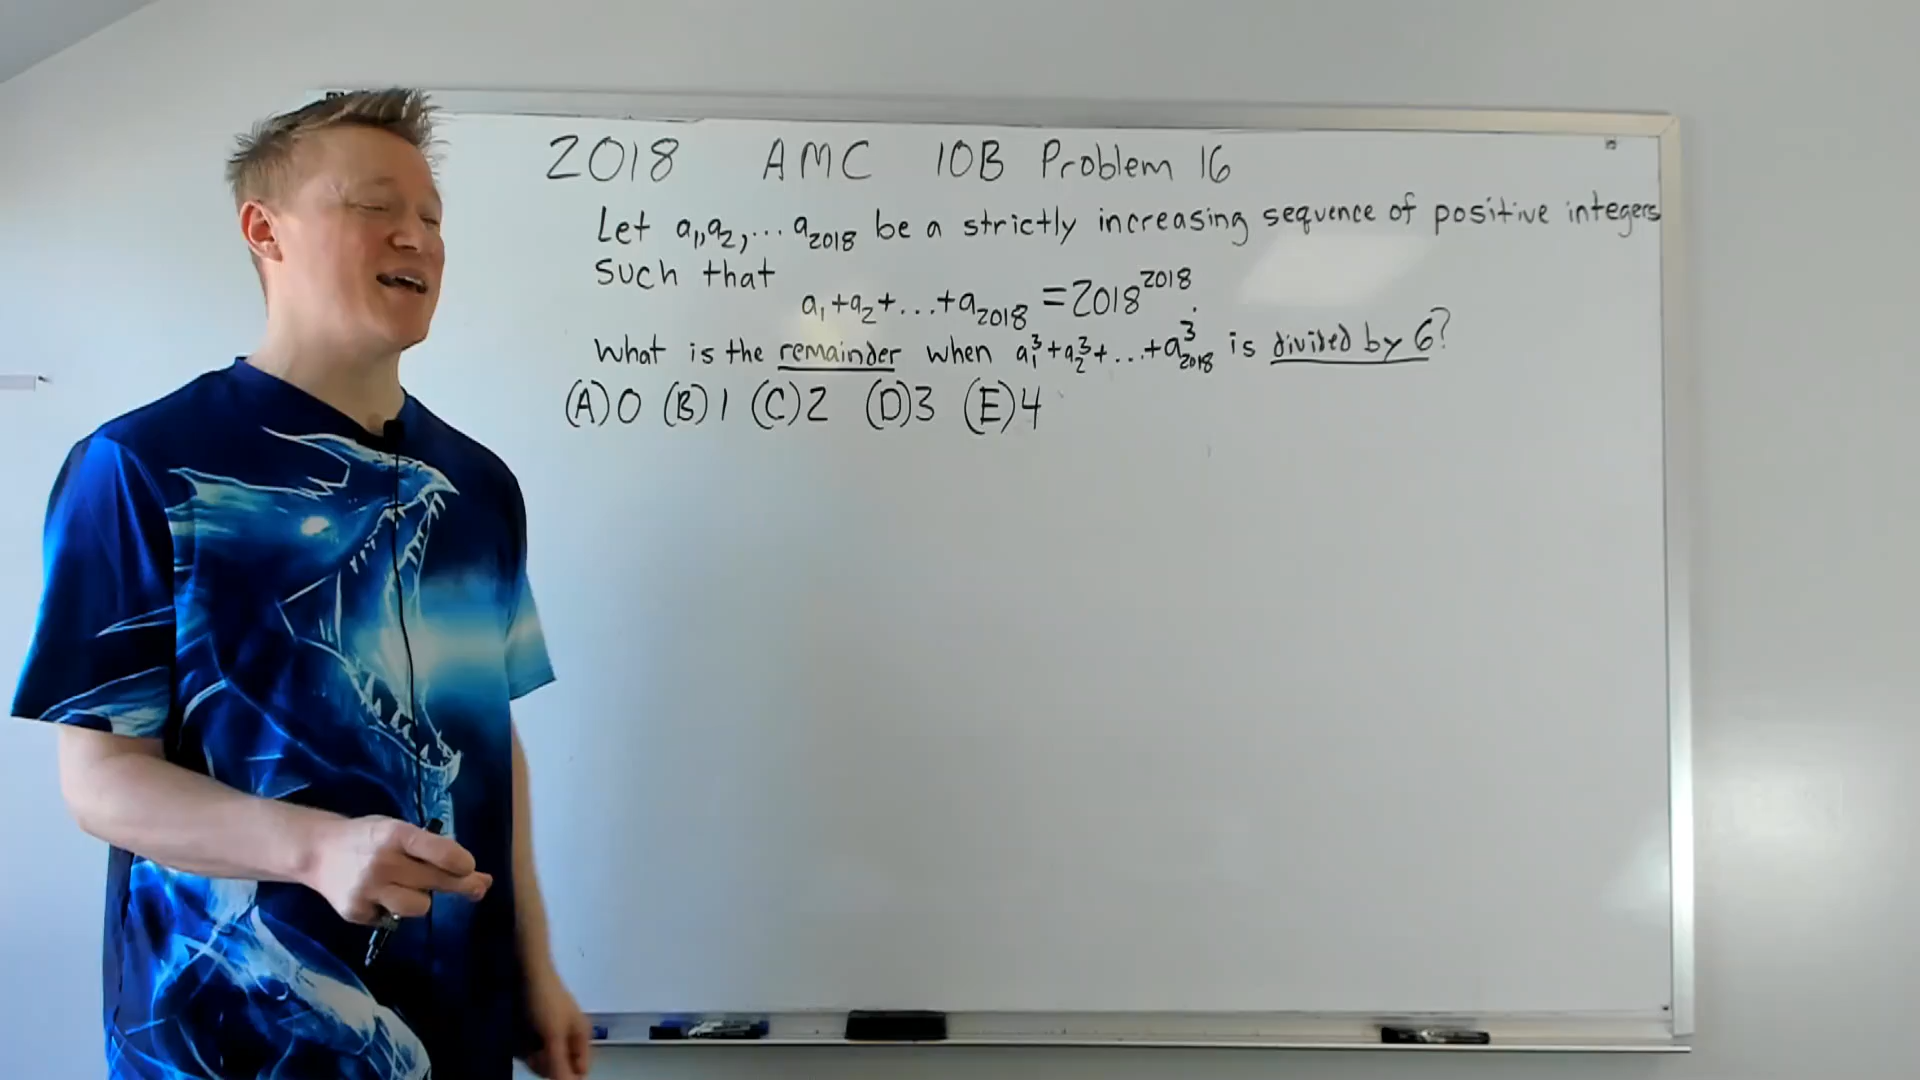 2018 AMC 10B Problem 16
Let a₁,a₂,... a₂₀₁₈ be a strictly increasing sequence of positive integers
such that
a₁+a₂+...+a₂₀₁₈ = 2018²⁰¹⁸.
What is the remainder when a₁³+a₂³+...+a₂₀₁₈³ is divided by 6?
(A) 0 (B) 1 (C) 2 (D) 3 (E) 4